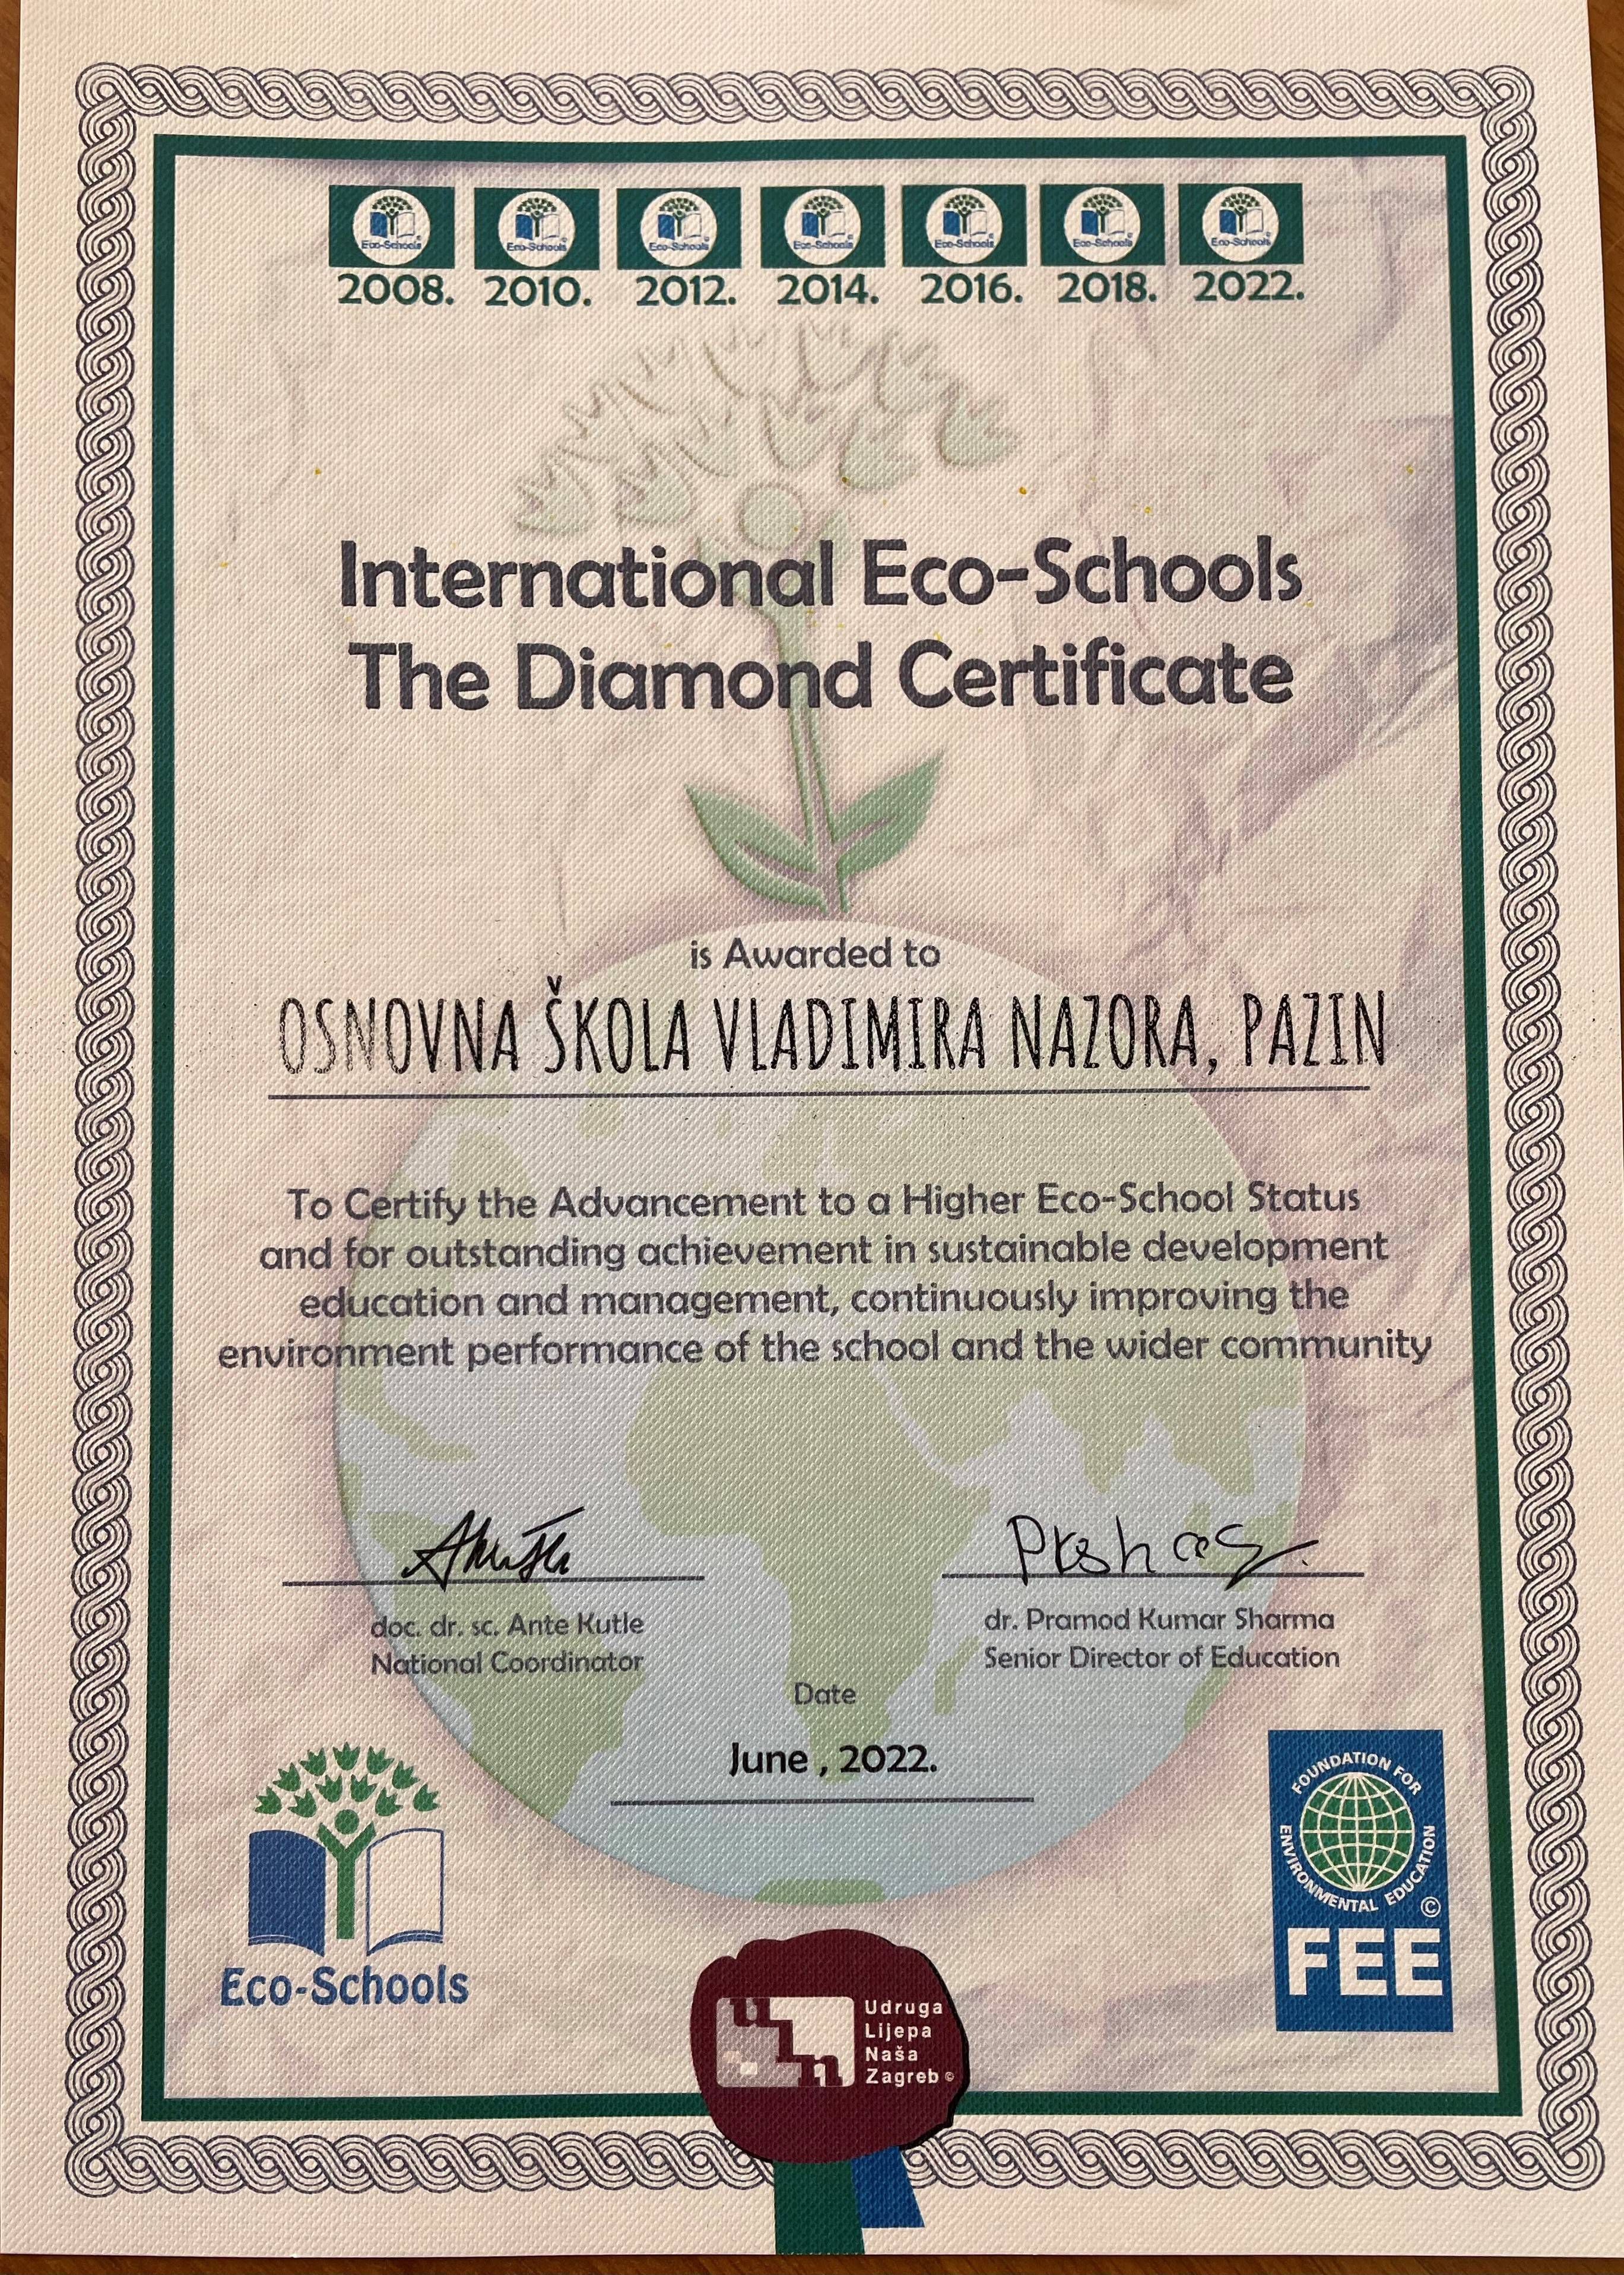 Eco-Schools Eco-Schools Eco-Schools Eco-Schools Eco-Schools Eco-Schools Eco-Schools
2008. 2010. 2012. 2014. 2016. 2018. 2022.
International Eco-Schools
The Diamond Certificate
is Awarded to
OSNOVNA ŠKOLA VLADIMIRA NAZORA, PAZIN
To Certify the Advancement to a Higher Eco-School Status
and for outstanding achievement in sustainable development
education and management, continuously improving the
environment performance of the school and the wider community
doc. dr. sc. Ante Kutle
National Coordinator
dr. Pramod Kumar Sharma
Senior Director of Education
Date
June , 2022.
Eco-Schools
FOUNDATION FOR
ENVIRONMENTAL EDUCATION
©
FEE
uLn
Udruga
Lijepa
Naša
Zagreb ©